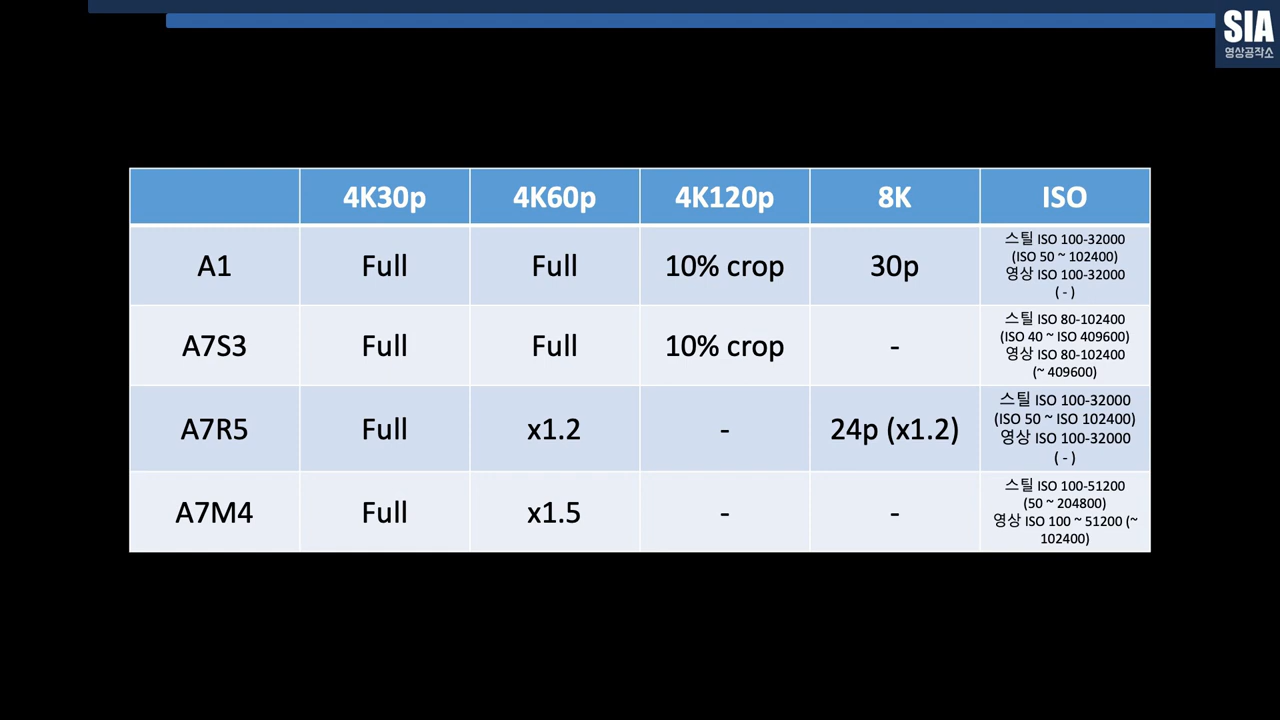 SIA
영상공작소
4K30p 4K60p 4K120p 8K ISO
A1 Full Full 10% crop 30p
스틸 ISO 100-32000
(ISO 50 ~ 102400)
영상 ISO 100-32000
( - )
A7S3 Full Full 10% crop -
스틸 ISO 80-102400
(ISO 40 ~ ISO 409600)
영상 ISO 80-102400
(~ 409600)
A7R5 Full x1.2 - 24p (x1.2)
스틸 ISO 100-32000
(ISO 50 ~ ISO 102400)
영상 ISO 100-32000
( - )
A7M4 Full x1.5 - -
스틸 ISO 100-51200
(50 ~ 204800)
영상 ISO 100 ~ 51200 (~
102400)